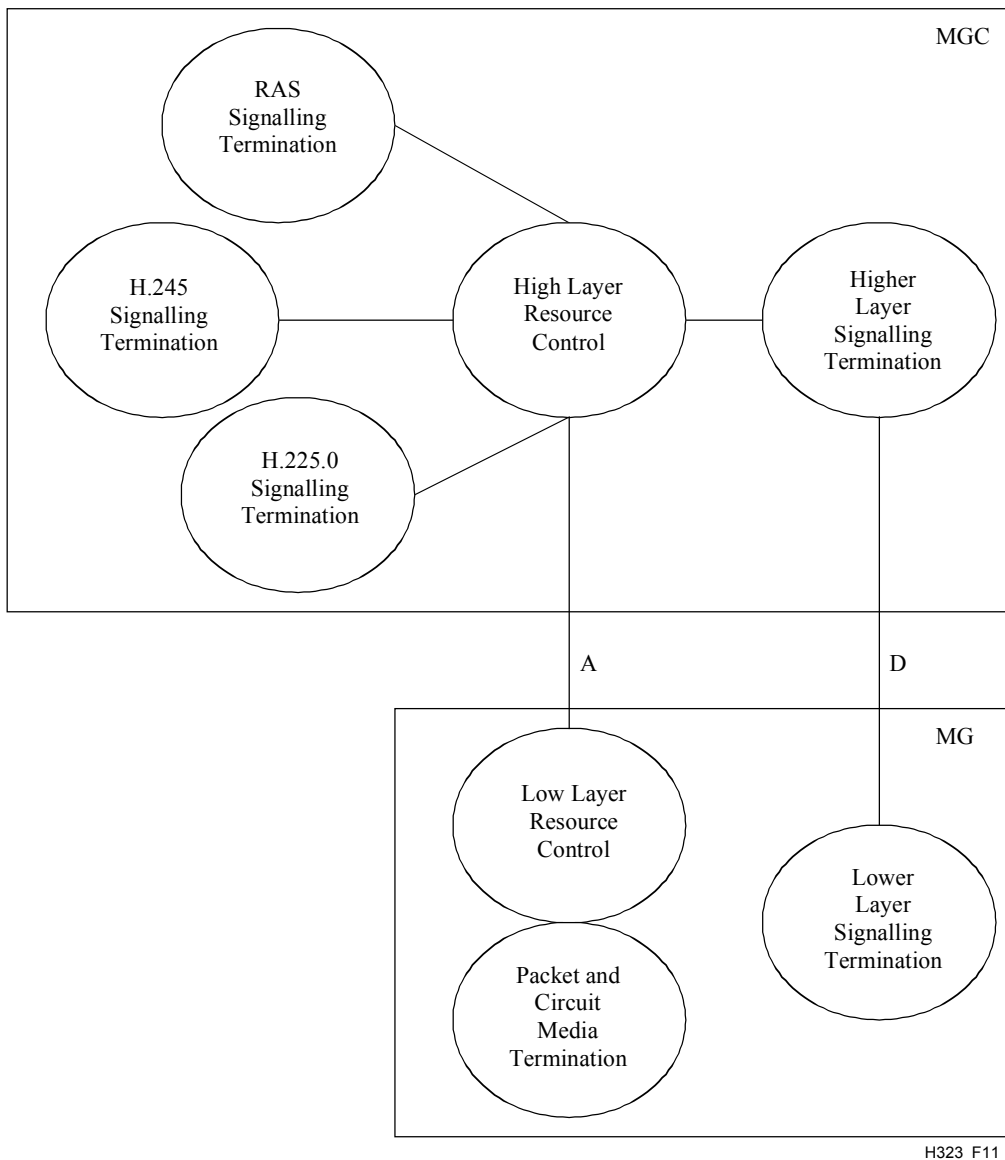 MGC
RAS
Signalling
Termination
H.245
Signalling
Termination
High Layer
Resource
Control
Higher
Layer
Signalling
Termination
H.225.0
Signalling
Termination
A
D
MG
Low Layer
Resource
Control
Lower
Layer
Signalling
Termination
Packet and
Circuit
Media
Termination
H323_F11